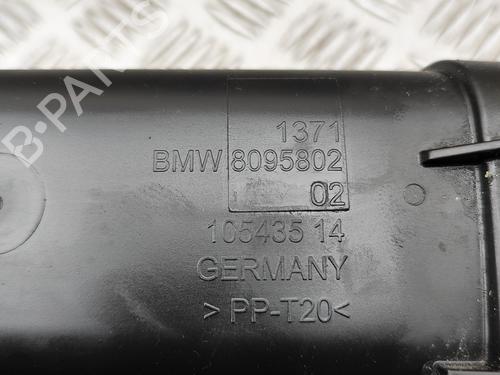 B-PARTS
1371
BMW 8095802
02
105435 14
GERMANY
> PP-T20 <